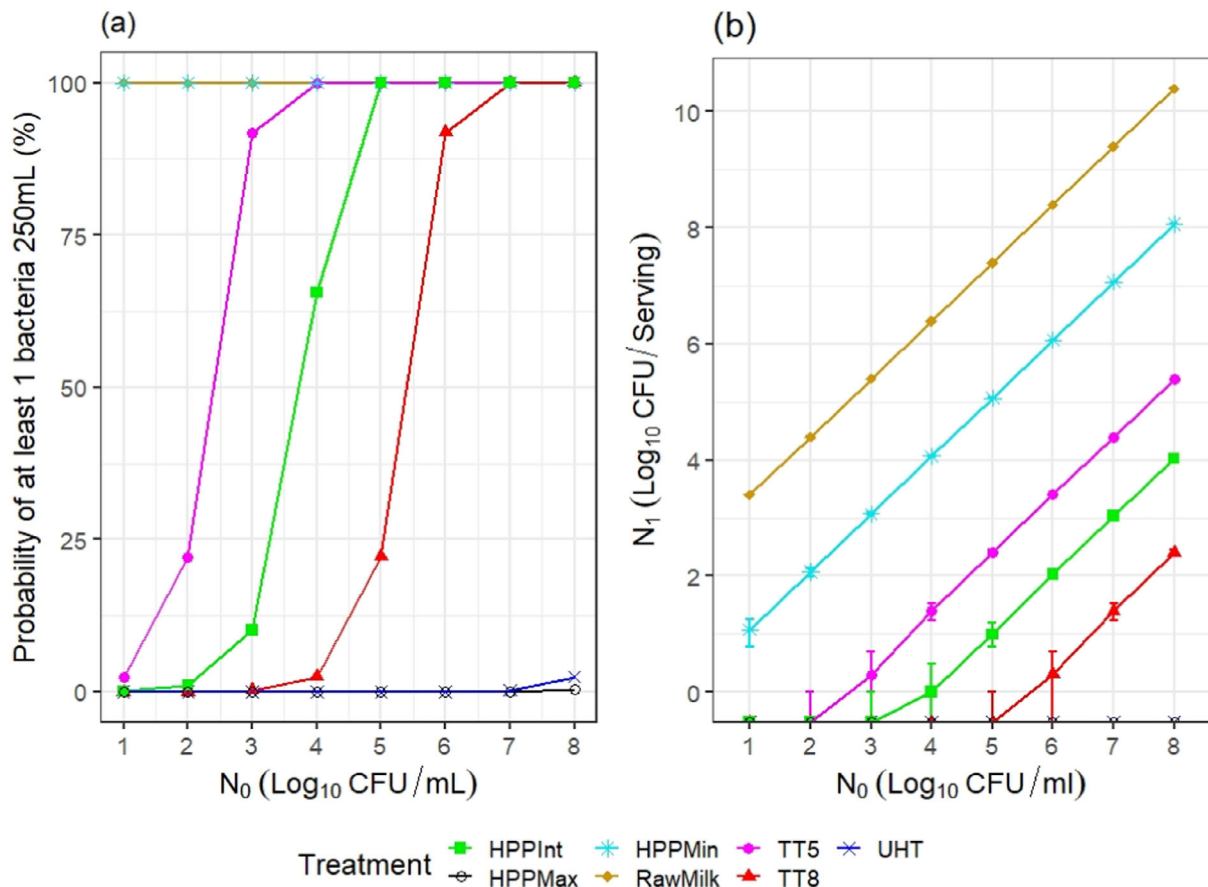 (a)
Probability of at least 1 bacteria 250mL (%)
100
75
50
25
0
1 2 3 4 5 6 7 8
N₀ (Log₁₀ CFU/mL)
(b)
N₁ (Log₁₀ CFU/Serving)
10
8
6
4
2
0
1 2 3 4 5 6 7 8
N₀ (Log₁₀ CFU/ml)
Treatment
HPPInt HPPMin TT5 UHT
HPPMax RawMilk TT8